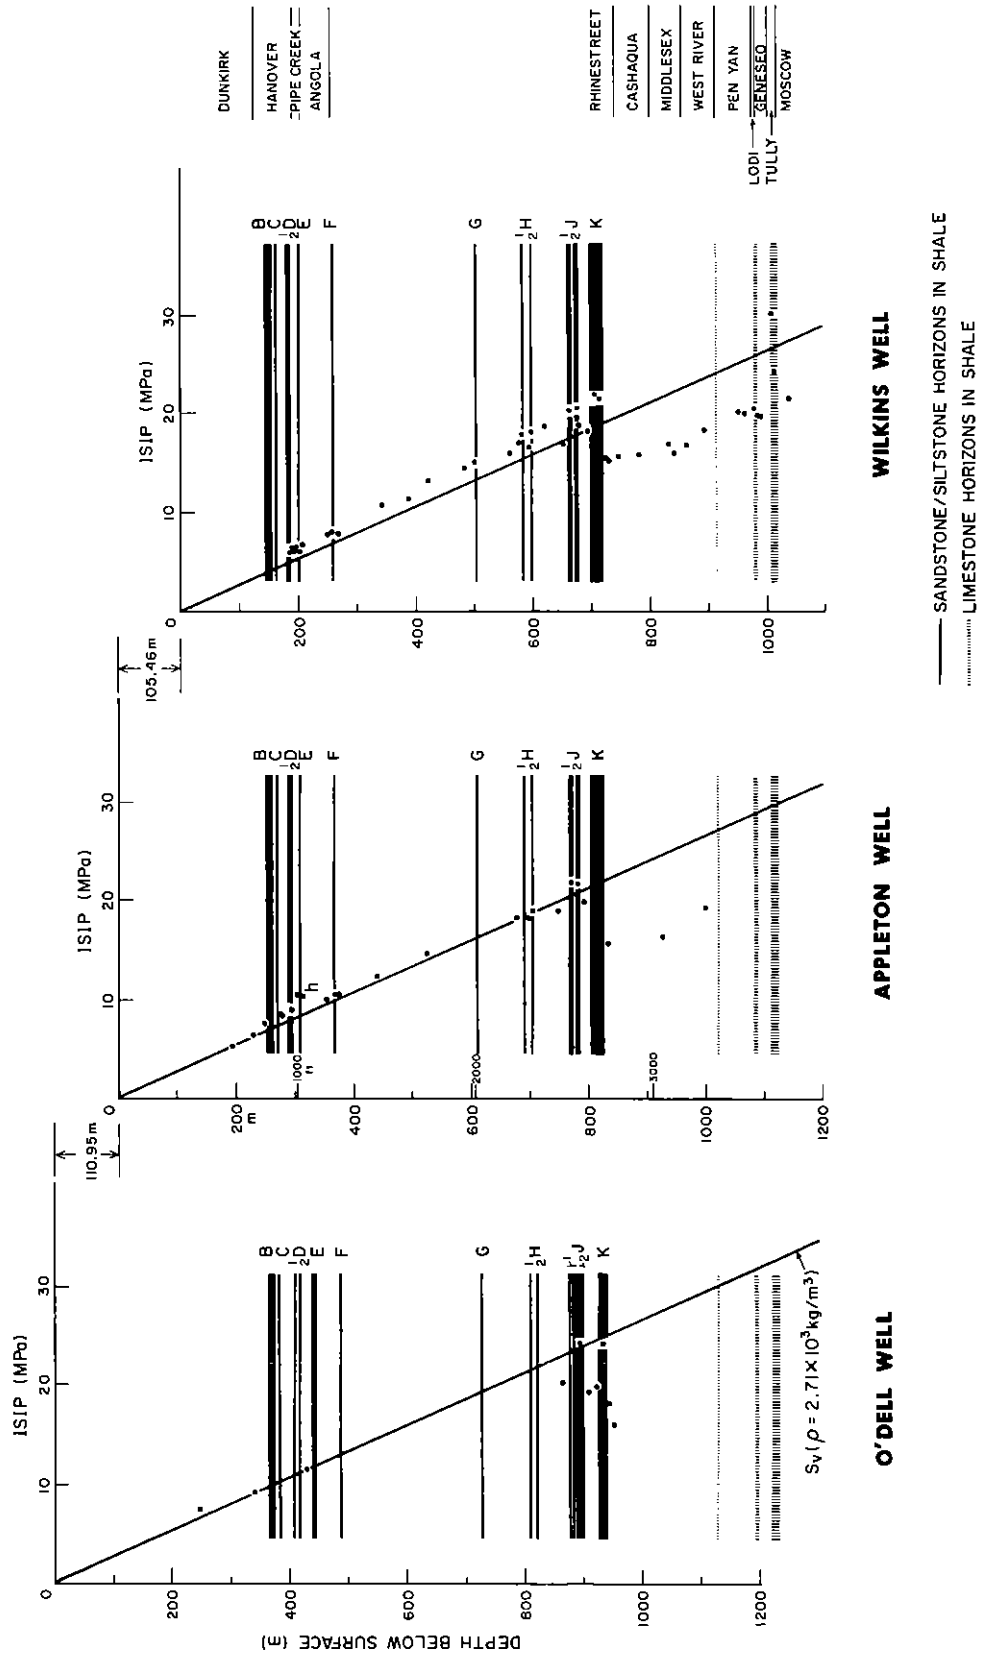 DUNKIRK
HANOVER
PIPE CREEK
ANGOLA
RHINESTREET
CASHAQUA
MIDDLESEX
WEST RIVER
PEN YAN
GENESEO
MOSCOW
LODI
TULLY
ISIP (MPa)
10
20
30
B
C
1/2 D
E
F
G
1/2 H
1/2 J
K
0
200
400
600
800
1000
WILKINS WELL
105.46m
ISIP (MPa)
10
20
30
B
C
1/2 D
E
F
G
1/2 H
1/2 J
K
h
0
200
m
400
600
800
1000
1200
1000
ft
2000
3000
APPLETON WELL
110.95m
ISIP (MPa)
10
20
30
B
C
1/2 D
E
F
G
1/2 H
1/2 J
K
0
200
400
600
800
1000
1200
DEPTH BELOW SURFACE (m)
Sv (ρ = 2.71 × 10³ kg/m³)
O'DELL WELL
SANDSTONE/SILTSTONE HORIZONS IN SHALE
LIMESTONE HORIZONS IN SHALE